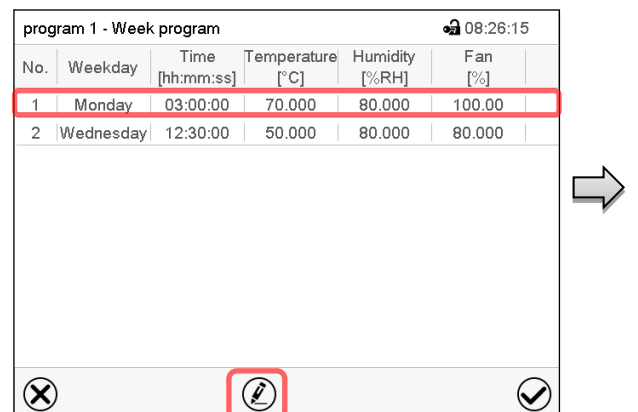 program 1 - Week program 08:26:15
No. Weekday Time [hh:mm:ss] Temperature [°C] Humidity [%RH] Fan [%]
1 Monday 03:00:00 70.000 80.000 100.00
2 Wednesday 12:30:00 50.000 80.000 80.000